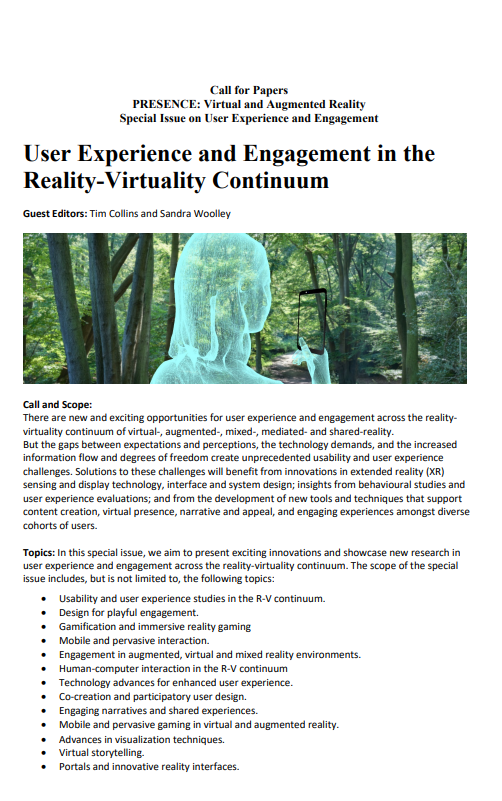 Call for Papers
PRESENCE: Virtual and Augmented Reality
Special Issue on User Experience and Engagement
User Experience and Engagement in the
Reality-Virtuality Continuum
Guest Editors: Tim Collins and Sandra Woolley
Call and Scope:
There are new and exciting opportunities for user experience and engagement across the reality-
virtuality continuum of virtual-, augmented-, mixed-, mediated- and shared-reality.
But the gaps between expectations and perceptions, the technology demands, and the increased
information flow and degrees of freedom create unprecedented usability and user experience
challenges. Solutions to these challenges will benefit from innovations in extended reality (XR)
sensing and display technology, interface and system design; insights from behavioural studies and
user experience evaluations; and from the development of new tools and techniques that support
content creation, virtual presence, narrative and appeal, and engaging experiences amongst diverse
cohorts of users.
Topics: In this special issue, we aim to present exciting innovations and showcase new research in
user experience and engagement across the reality-virtuality continuum. The scope of the special
issue includes, but is not limited to, the following topics:
• Usability and user experience studies in the R-V continuum.
• Design for playful engagement.
• Gamification and immersive reality gaming
• Mobile and pervasive interaction.
• Engagement in augmented, virtual and mixed reality environments.
• Human-computer interaction in the R-V continuum
• Technology advances for enhanced user experience.
• Co-creation and participatory user design.
• Engaging narratives and shared experiences.
• Mobile and pervasive gaming in virtual and augmented reality.
• Advances in visualization techniques.
• Virtual storytelling.
• Portals and innovative reality interfaces.